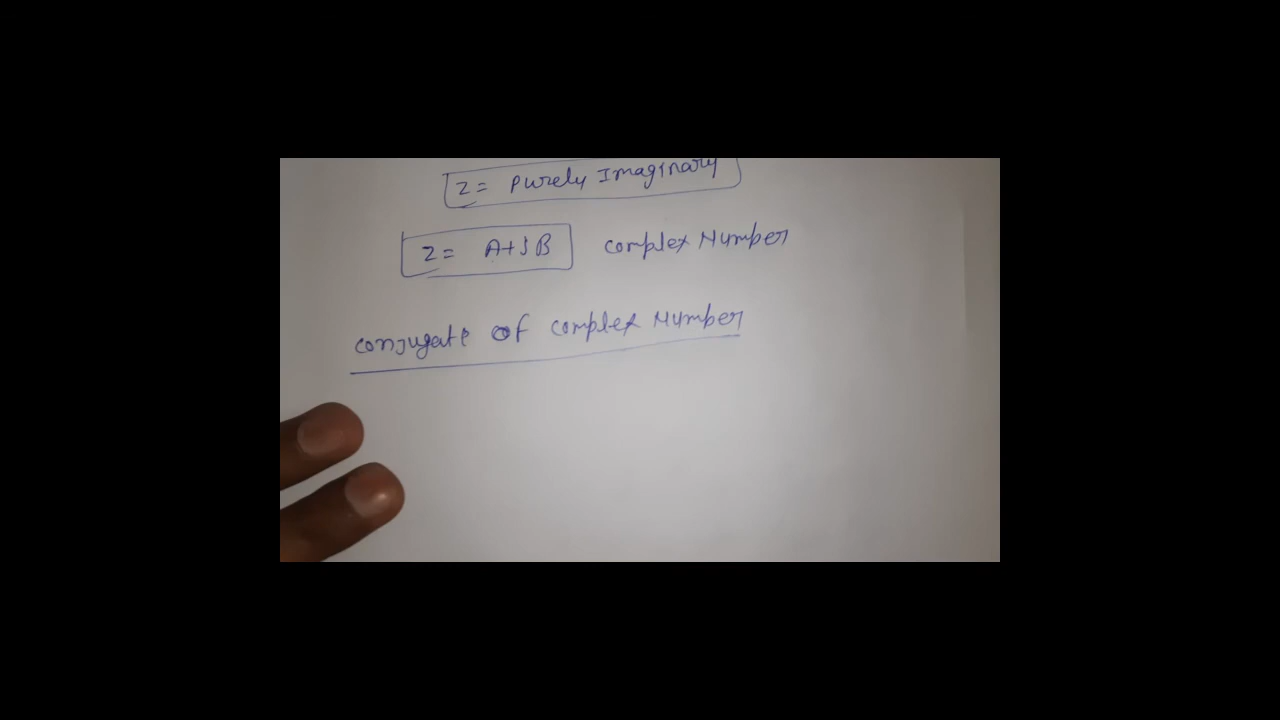 z= Purely Imaginary
z= A+jB complex Number
conjugate of complex Number